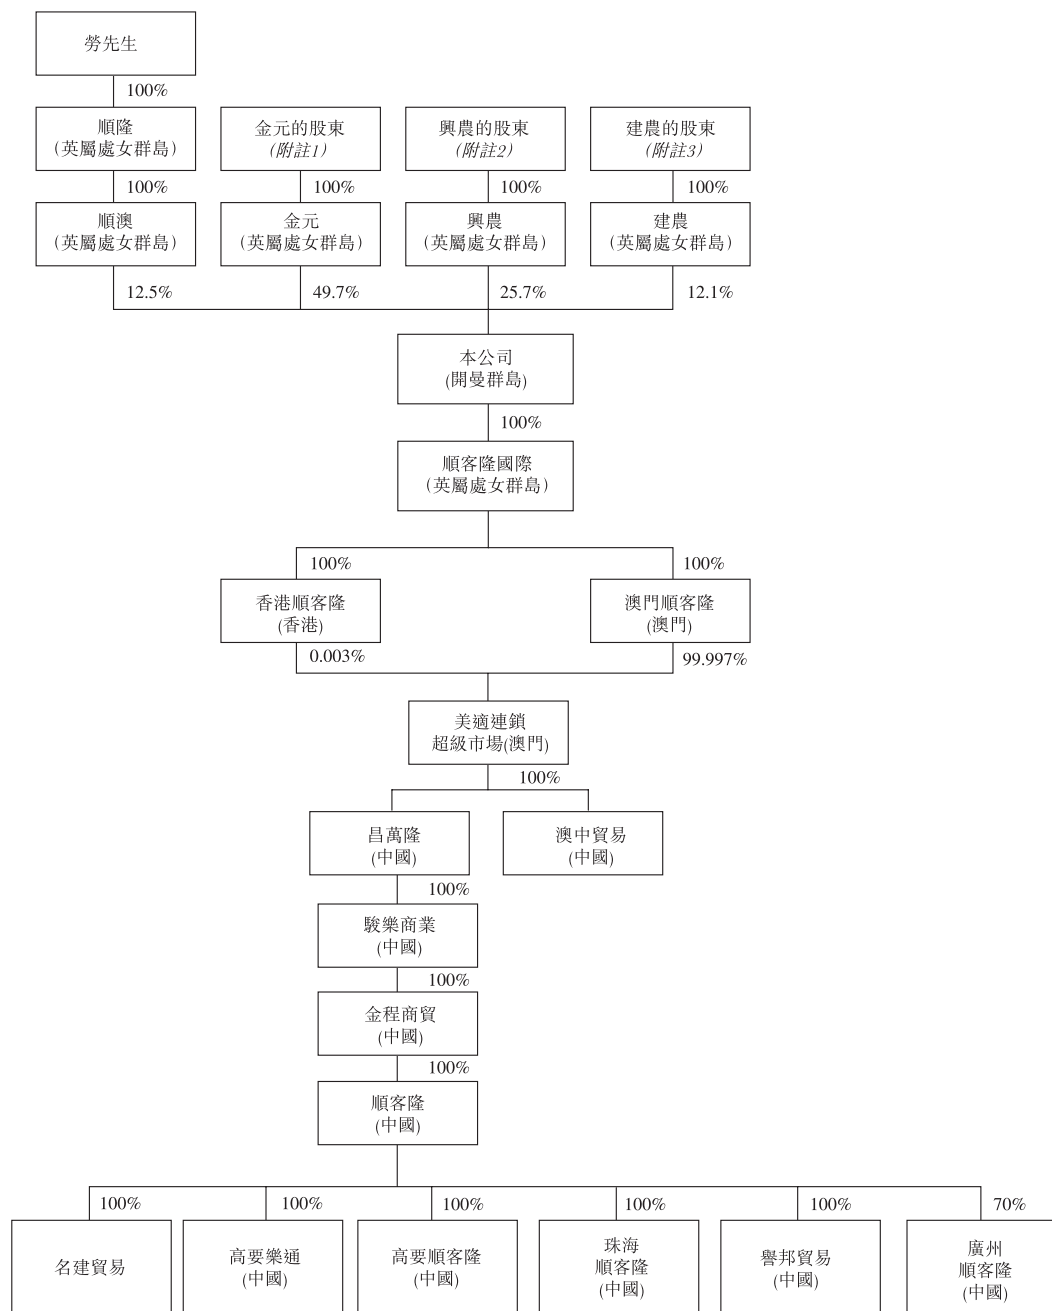 勞先生
100%
順隆
(英屬處女群島)
金元的股東
(附註1)
興農的股東
(附註2)
建農的股東
(附註3)
100%
100%
100%
100%
順澳
(英屬處女群島)
金元
(英屬處女群島)
興農
(英屬處女群島)
建農
(英屬處女群島)
12.5%
49.7%
25.7%
12.1%
本公司
(開曼群島)
100%
順客隆國際
(英屬處女群島)
100%
100%
香港順客隆
(香港)
澳門順客隆
(澳門)
0.003%
99.997%
美適連鎖
超級市場(澳門)
100%
昌萬隆
(中國)
澳中貿易
(中國)
100%
駿樂商業
(中國)
100%
金程商貿
(中國)
100%
順客隆
(中國)
100%
100%
100%
100%
100%
70%
名建貿易
高要樂通
(中國)
高要順客隆
(中國)
珠海
順客隆
(中國)
譽邦貿易
(中國)
廣州
順客隆
(中國)